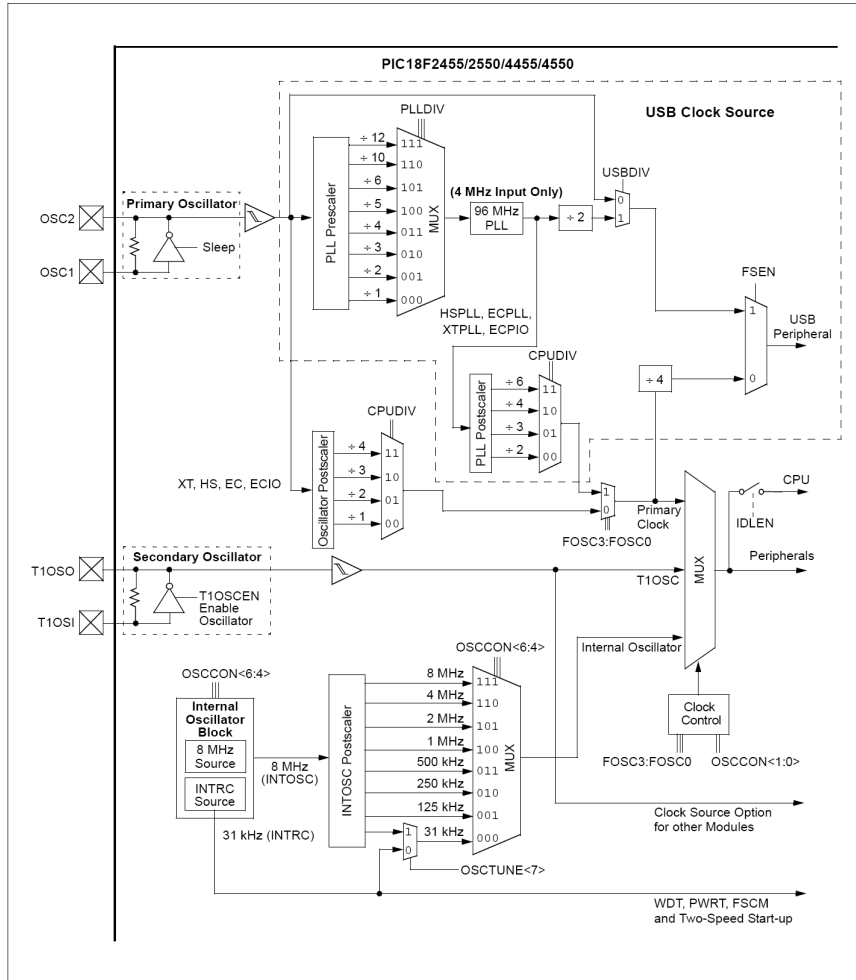 PIC18F2455/2550/4455/4550
USB Clock Source
PLLDIV
÷ 12
111
÷ 10
110
÷ 6
101
÷ 5
100
÷ 4
011
÷ 3
010
÷ 2
001
÷ 1
000
PLL Prescaler
MUX
(4 MHz Input Only)
96 MHz
PLL
÷ 2
USBDIV
0
1
Primary Oscillator
OSC2
OSC1
Sleep
HSPLL, ECPLL,
XTPLL, ECPIO
FSEN
1
0
USB
Peripheral
÷ 4
CPUDIV
PLL Postscaler
÷ 6
11
÷ 4
10
÷ 3
01
÷ 2
00
CPUDIV
XT, HS, EC, ECIO
Oscillator Postscaler
÷ 4
11
÷ 3
10
÷ 2
01
÷ 1
00
1
0
Primary
Clock
FOSC3:FOSC0
CPU
IDLEN
Peripherals
MUX
Secondary Oscillator
T1OSO
T1OSI
T1OSCEN
Enable
Oscillator
T1OSC
Internal Oscillator
OSCCON<6:4>
OSCCON<6:4>
Internal
Oscillator
Block
8 MHz
Source
INTRC
Source
8 MHz
(INTOSC)
31 kHz (INTRC)
INTOSC Postscaler
8 MHz
111
4 MHz
110
2 MHz
101
1 MHz
100
500 kHz
011
250 kHz
010
125 kHz
001
31 kHz
000
1
0
MUX
OSCTUNE<7>
Clock
Control
FOSC3:FOSC0
OSCCON<1:0>
Clock Source Option
for other Modules
WDT, PWRT, FSCM
and Two-Speed Start-up